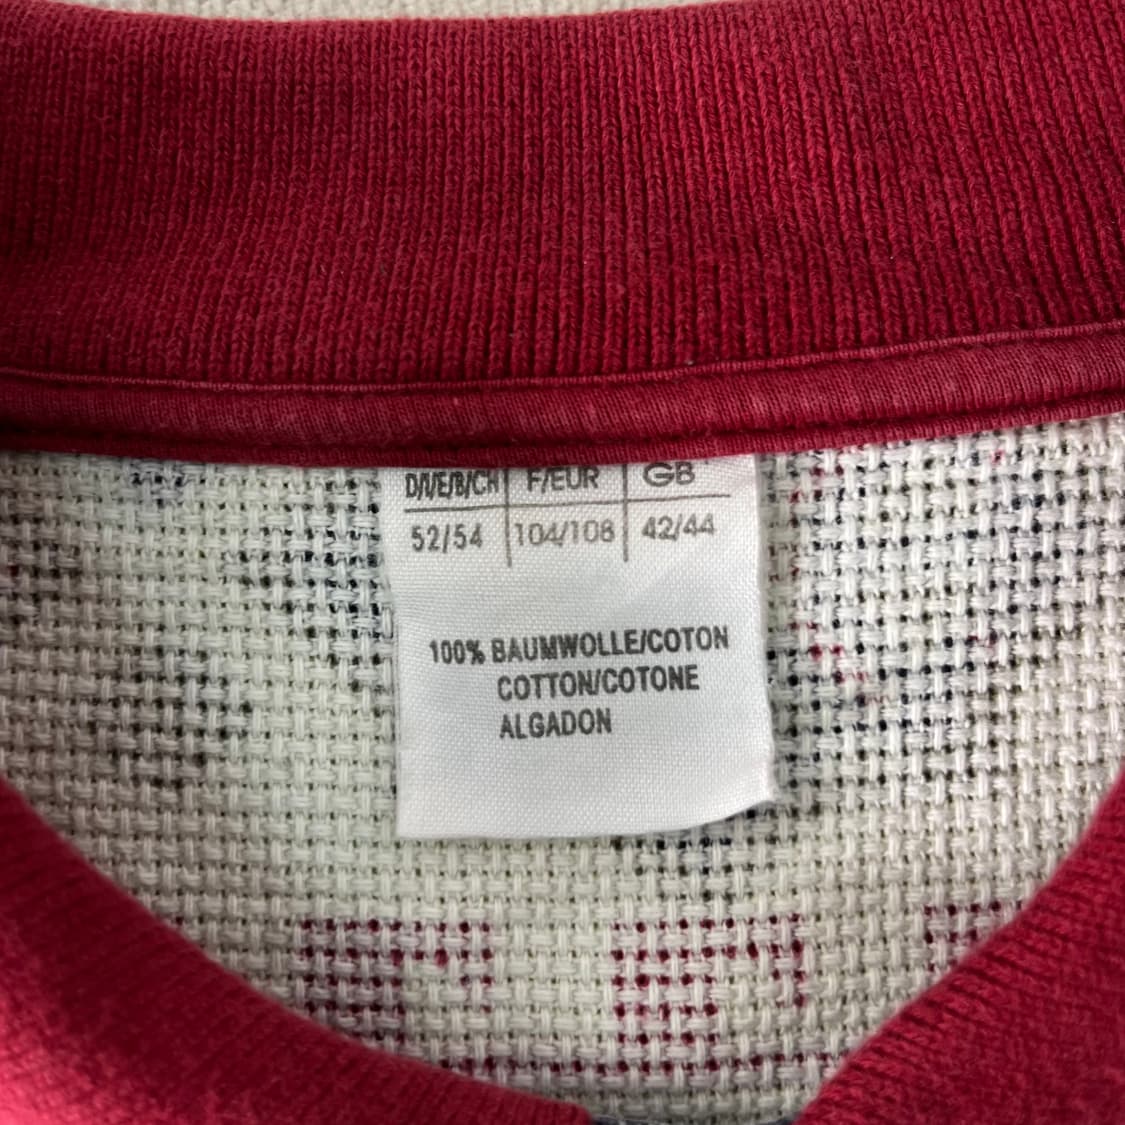 D/I/E/B/CH F/EUR GB
52/54 104/108 42/44
100% BAUMWOLLE/COTON
COTTON/COTONE
ALGADON